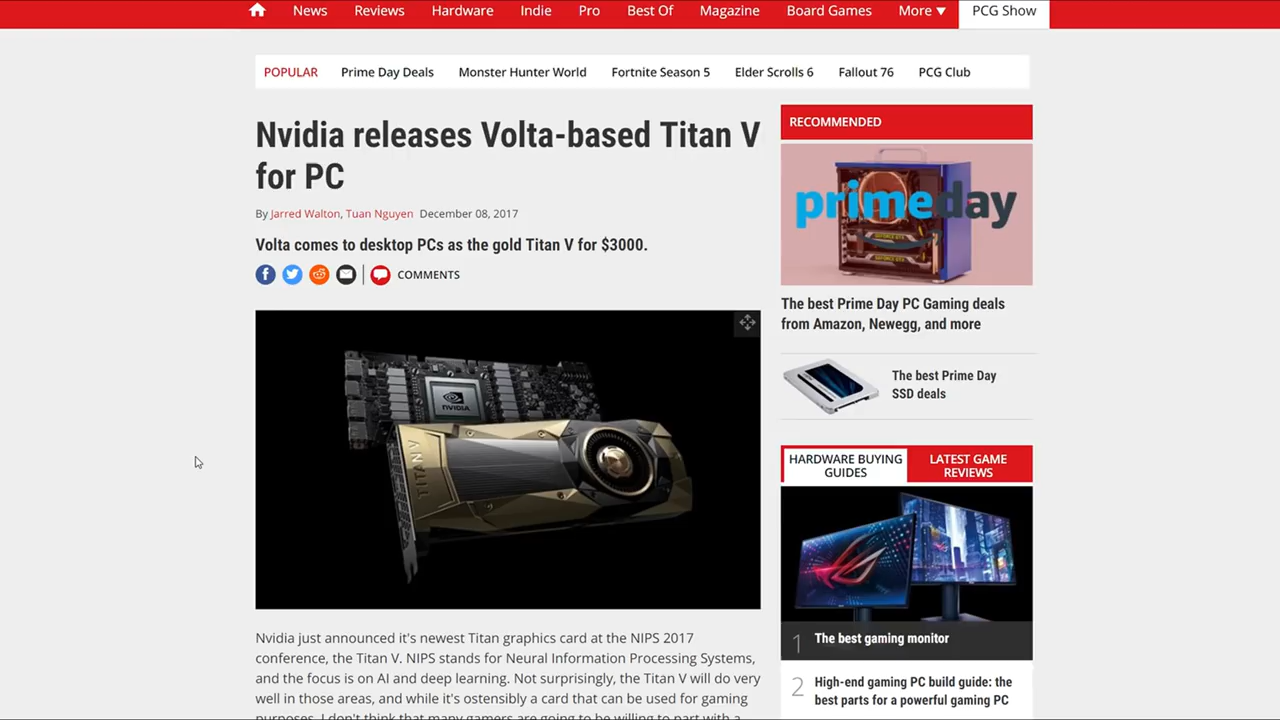 News Reviews Hardware Indie Pro Best Of Magazine Board Games More ▼ PCG Show
POPULAR Prime Day Deals Monster Hunter World Fortnite Season 5 Elder Scrolls 6 Fallout 76 PCG Club
Nvidia releases Volta-based Titan V
for PC
By Jarred Walton, Tuan Nguyen December 08, 2017
Volta comes to desktop PCs as the gold Titan V for $3000.
COMMENTS
NVIDIA
TITAN V
Nvidia just announced it's newest Titan graphics card at the NIPS 2017
conference, the Titan V. NIPS stands for Neural Information Processing Systems,
and the focus is on AI and deep learning. Not surprisingly, the Titan V will do very
well in those areas, and while it's ostensibly a card that can be used for gaming
purposes, I don't think that many gamers are going to be willing to part with a
RECOMMENDED
primeday
GEFORCE GTX
GEFORCE GTX
The best Prime Day PC Gaming deals
from Amazon, Newegg, and more
The best Prime Day
SSD deals
HARDWARE BUYING
GUIDES
LATEST GAME
REVIEWS
1 The best gaming monitor
2 High-end gaming PC build guide: the
best parts for a powerful gaming PC